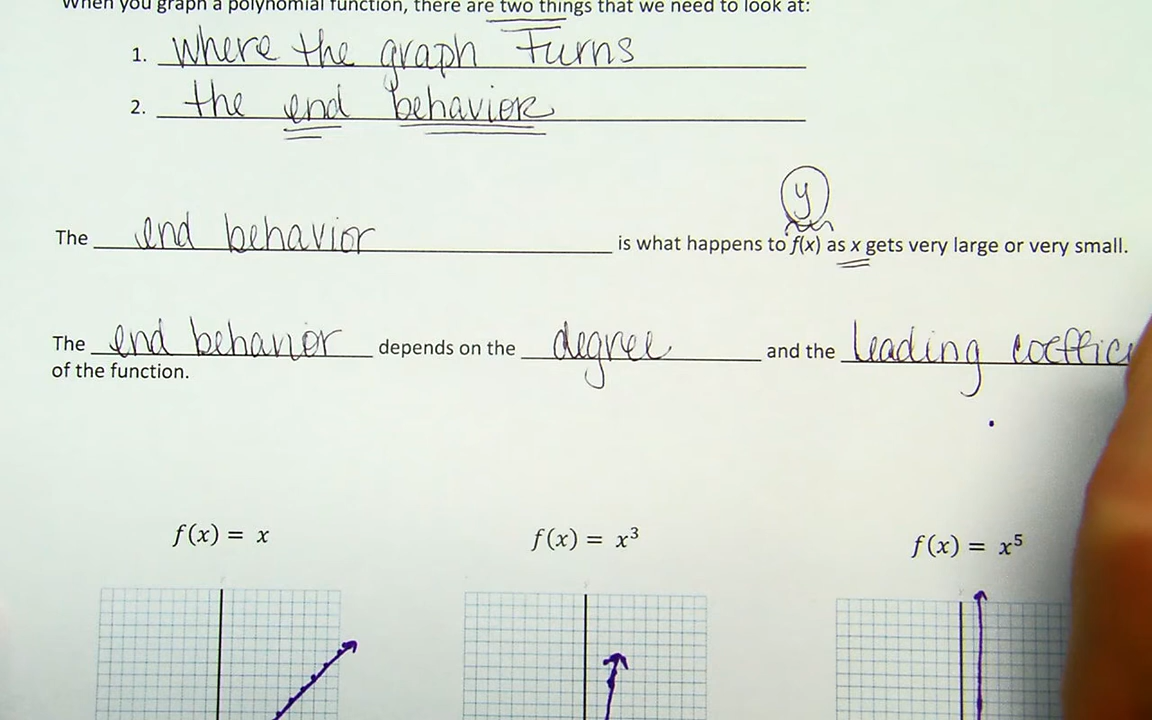 When you graph a polynomial function, there are two things that we need to look at:
1. Where the graph Turns
2. the end behavior
y
The end behavior is what happens to f(x) as x gets very large or very small.
The end behavior depends on the degree and the leading coeffic
of the function.
f(x) = x f(x) = x³ f(x) = x⁵